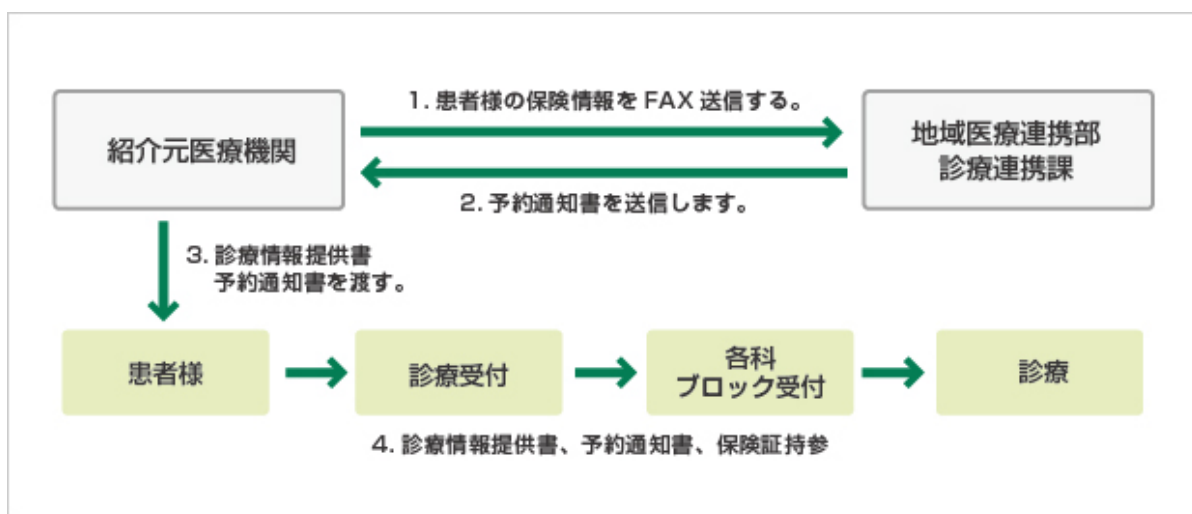 1. 患者様の保険情報を FAX 送信する。
紹介元医療機関
地域医療連携部
診療連携課
2. 予約通知書を送信します。
3. 診療情報提供書
予約通知書を渡す。
患者様
診療受付
各科
ブロック受付
診療
4. 診療情報提供書、予約通知書、保険証持参